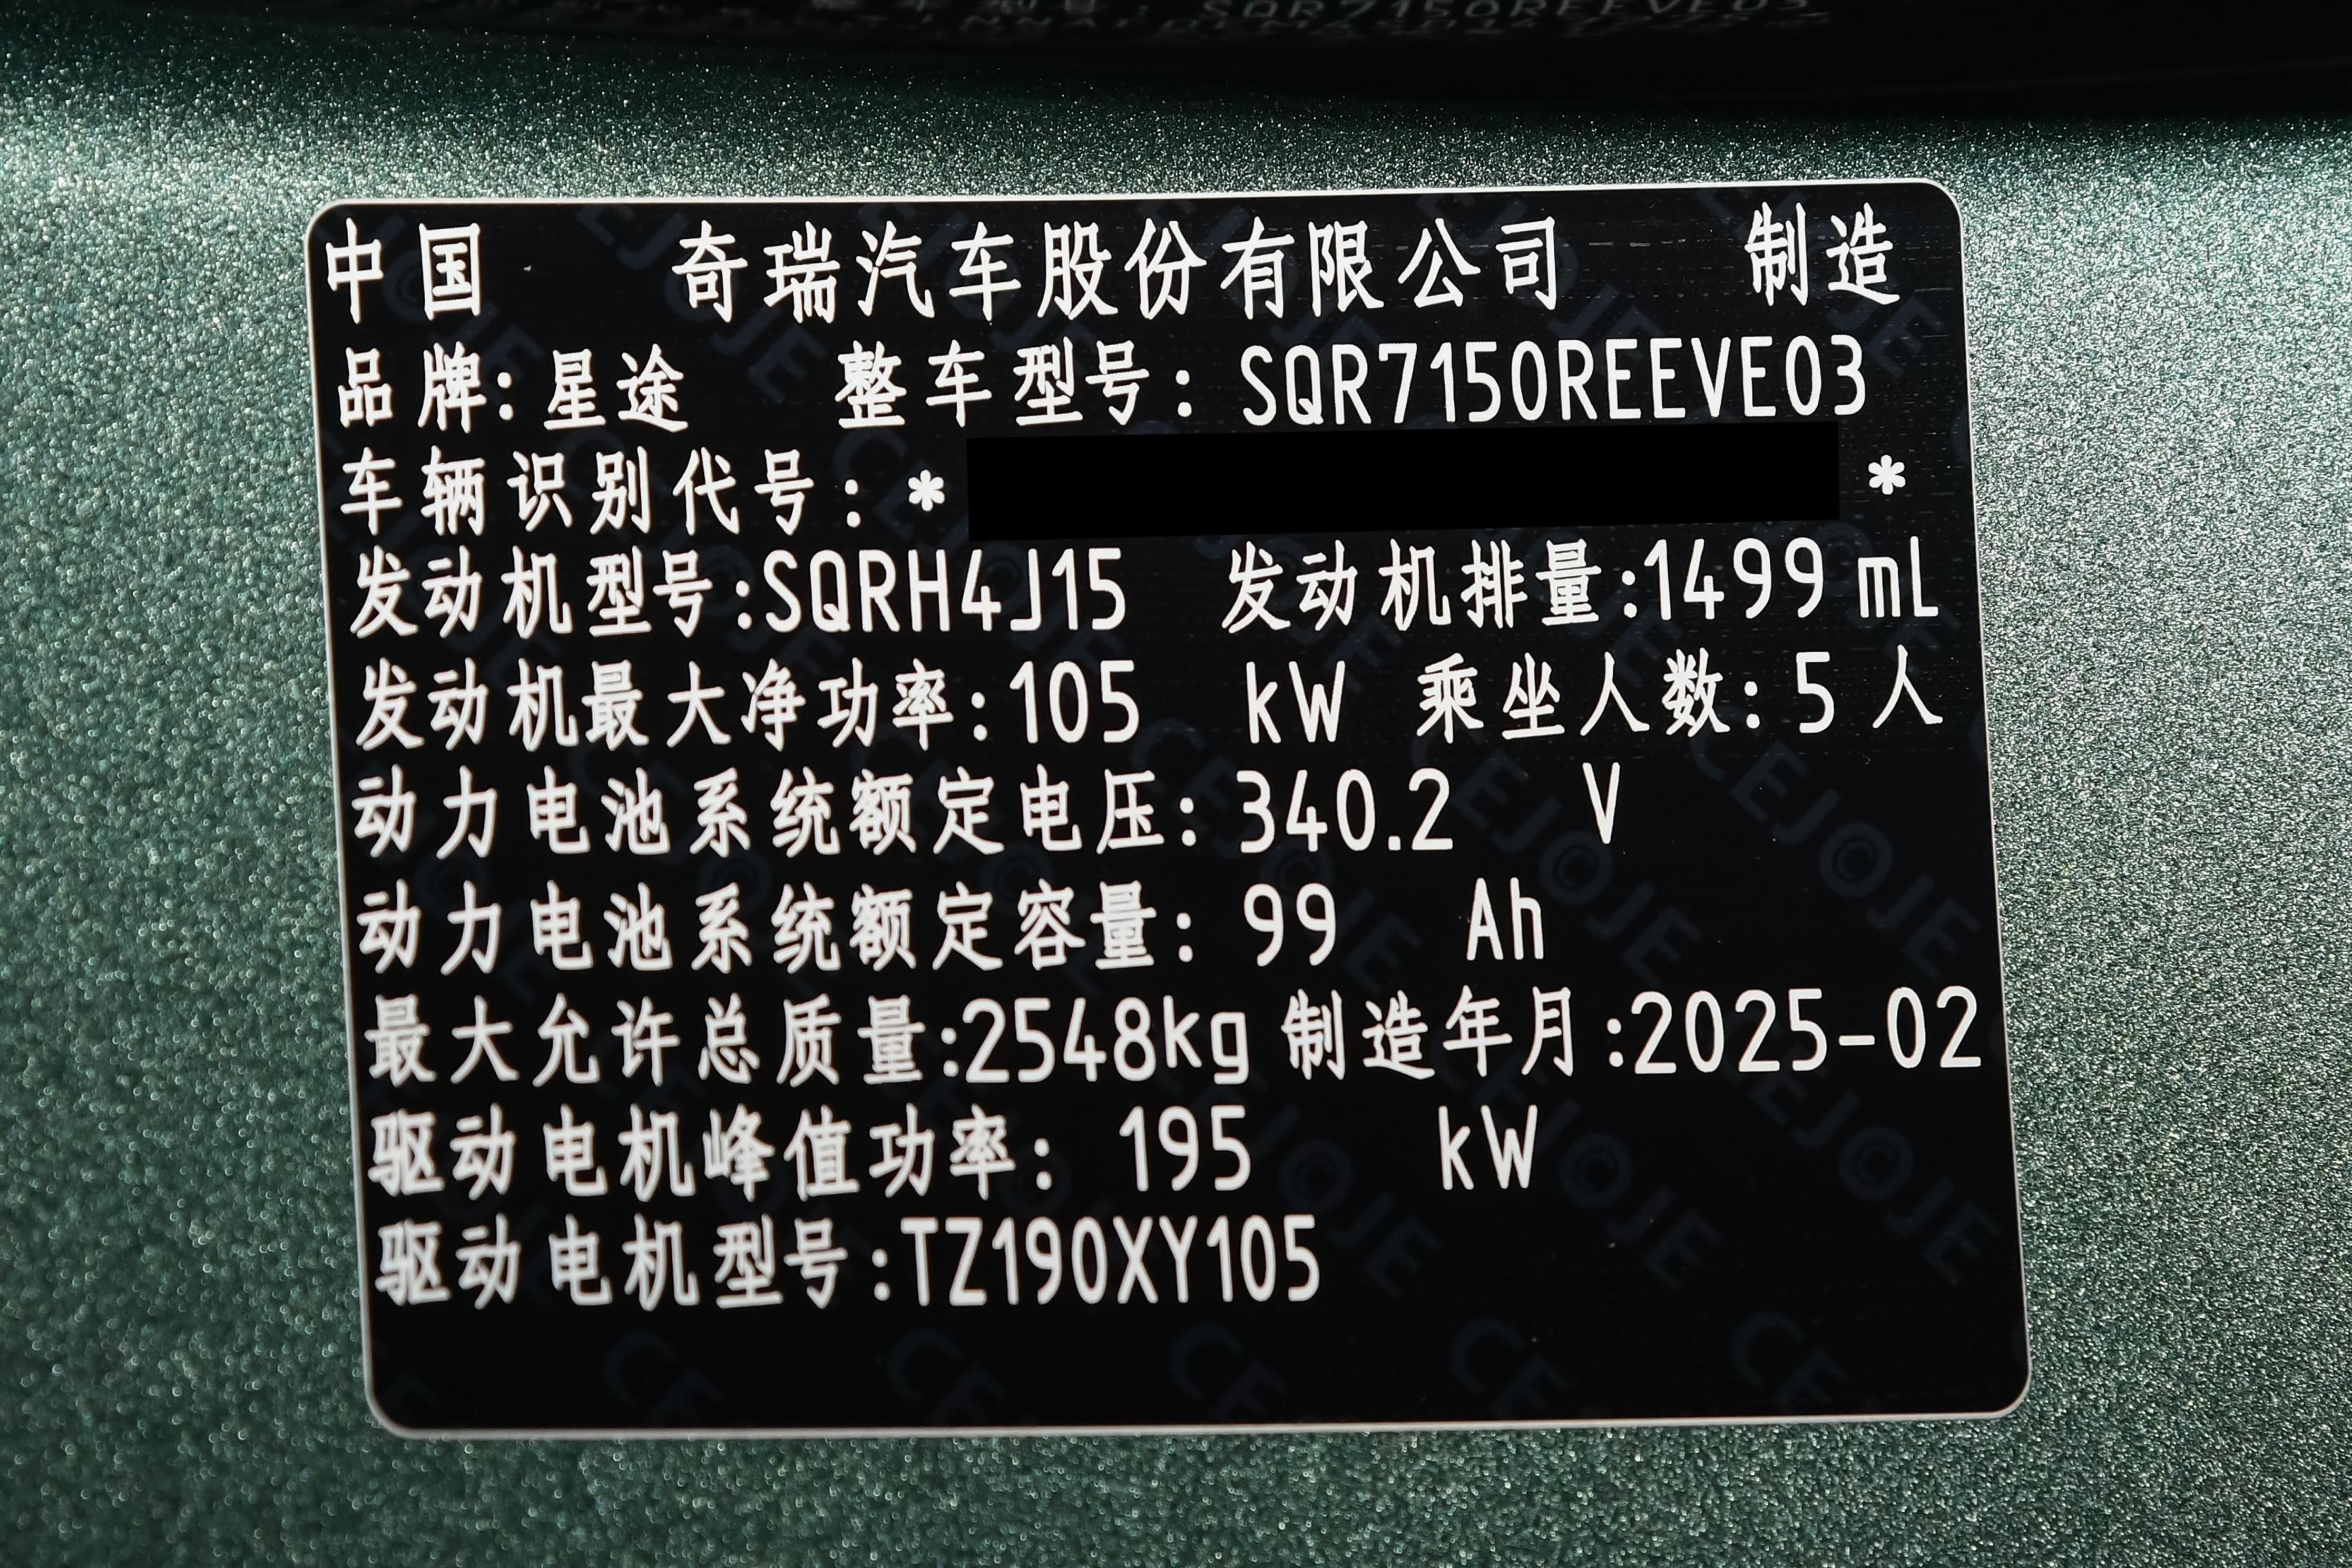 中国 奇瑞汽车股份有限公司 制造
品牌:星途 整车型号:SQR7150REEVE03
车辆识别代号:* *
发动机型号:SQRH4J15 发动机排量:1499 mL
发动机最大净功率:105 kW 乘坐人数:5 人
动力电池系统额定电压:340.2 V
动力电池系统额定容量:99 Ah
最大允许总质量:2548kg 制造年月:2025-02
驱动电机峰值功率:195 kW
驱动电机型号:TZ190XY105